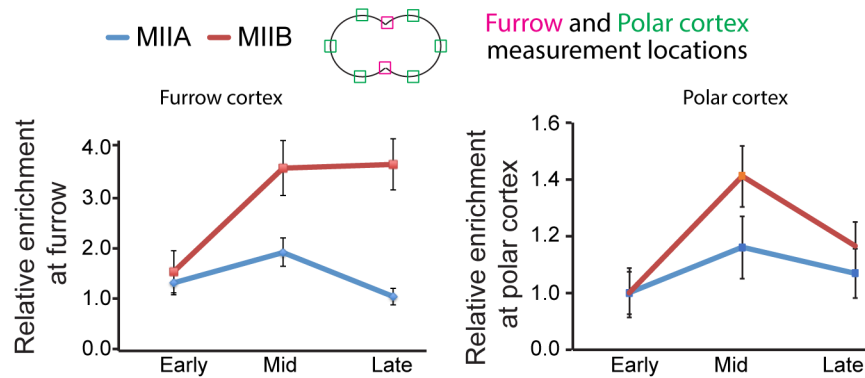 MIIA MIIB
Furrow and Polar cortex
measurement locations
Furrow cortex
Relative enrichment
at furrow
4.0
3.0
2.0
1.0
0.0
Early Mid Late
Polar cortex
Relative enrichment
at polar cortex
1.6
1.4
1.2
1.0
0.0
Early Mid Late